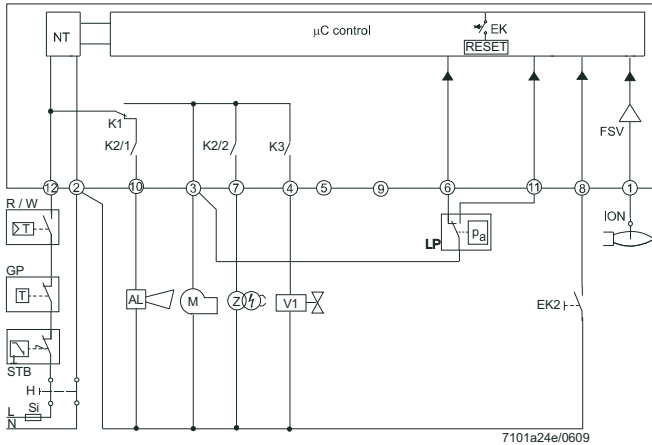 NT
μC control
EK
RESET
FSV
K1
K2/1
K2/2
K3
12
2
10
3
7
4
5
9
6
11
8
1
R / W
T
GP
T
STB
H
L
Si
N
AL
M
Z
V1
LP
pa
EK2
ION
7101a24e/0609